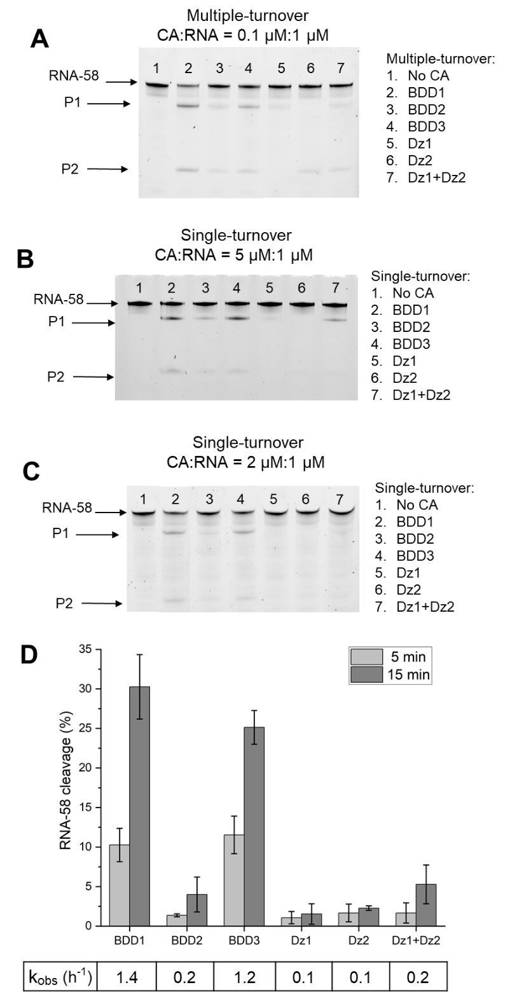 Multiple-turnover
CA:RNA = 0.1 µM:1 µM
A
1 2 3 4 5 6 7
RNA-58
P1
P2
Multiple-turnover:
1. No CA
2. BDD1
3. BDD2
4. BDD3
5. Dz1
6. Dz2
7. Dz1+Dz2
Single-turnover
CA:RNA = 5 µM:1 µM
B
1 2 3 4 5 6 7
RNA-58
P1
P2
Single-turnover:
1. No CA
2. BDD1
3. BDD2
4. BDD3
5. Dz1
6. Dz2
7. Dz1+Dz2
Single-turnover
CA:RNA = 2 µM:1 µM
C
1 2 3 4 5 6 7
RNA-58
P1
P2
Single-turnover:
1. No CA
2. BDD1
3. BDD2
4. BDD3
5. Dz1
6. Dz2
7. Dz1+Dz2
D
RNA-58 cleavage (%)
35
30
25
20
15
10
5
0
5 min
15 min
BDD1 BDD2 BDD3 Dz1 Dz2 Dz1+Dz2
k_obs (h⁻¹) 1.4 0.2 1.2 0.1 0.1 0.2